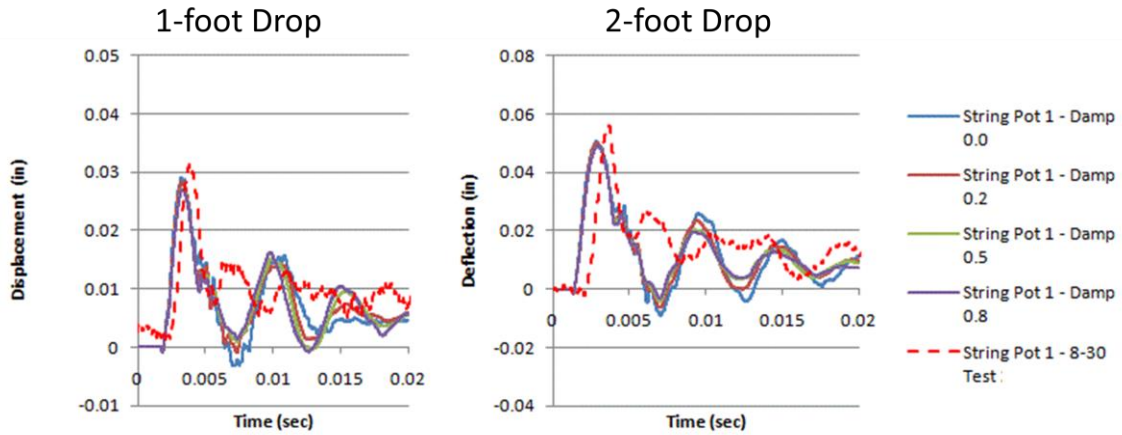 1-foot Drop
2-foot Drop
0.05
0.04
0.03
0.02
0.01
0
-0.01
Displacement (in)
0
0.005
0.01
0.015
0.02
Time (sec)
0.08
0.06
0.04
0.02
0
-0.02
-0.04
Deflection (in)
0
0.005
0.01
0.015
0.02
Time (sec)
String Pot 1 - Damp
0.0
String Pot 1 - Damp
0.2
String Pot 1 - Damp
0.5
String Pot 1 - Damp
0.8
String Pot 1 - 8-30
Test